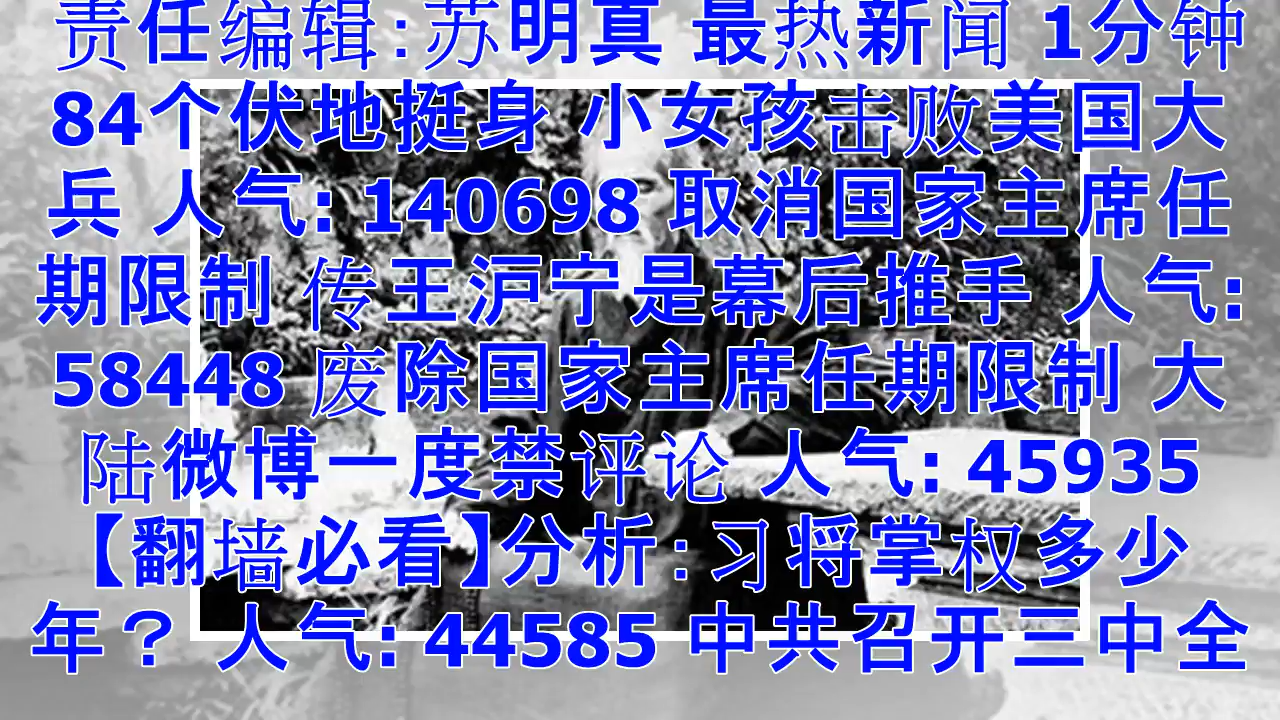 责任编辑:苏明真 最热新闻 1分钟
84个伏地挺身 小女孩击败美国大
兵 人气: 140698 取消国家主席任
期限制 传王沪宁是幕后推手 人气:
58448 废除国家主席任期限制 大
陆微博一度禁评论 人气: 45935
【翻墙必看】分析:习将掌权多少
年？ 人气: 44585 中共召开三中全